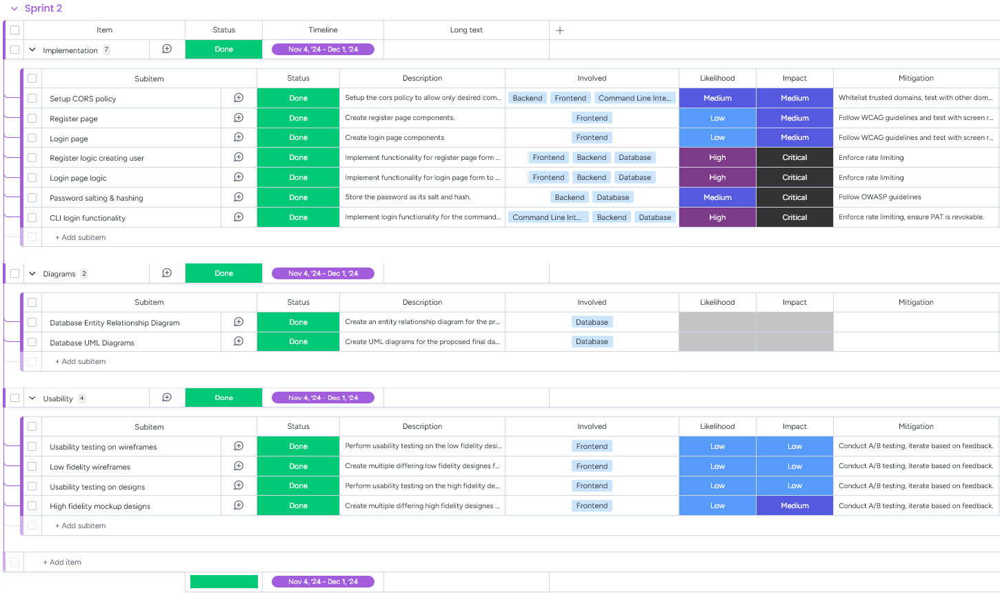 Sprint 2
Item Status Timeline Long text
Implementation 7 Done Nov 4, '24 - Dec 1, '24
Subitem Status Description Involved Likelihood Impact Mitigation
Setup CORS policy Done Setup the cors policy to allow only desired com... Backend Frontend Command Line Inte... Medium Medium Whitelist trusted domains, test with other dom...
Register page Done Create register page components. Frontend Low Medium Follow WCAG guidelines and test with screen r...
Login page Done Create login page components Frontend Low Medium Follow WCAG guidelines and test with screen r...
Register logic creating user Done Implement functionality for register page form ... Frontend Backend Database High Critical Enforce rate limiting
Login page logic Done Implement functionality for login page form to ... Frontend Backend Database High Critical Enforce rate limiting
Password salting & hashing Done Store the password as its salt and hash. Backend Database Medium Critical Follow OWASP guidelines
CLI login functionality Done Implement login functionality for the command... Command Line Int... Backend Database High Critical Enforce rate limiting, ensure PAT is revokable.
+ Add subitem
Diagrams 2 Done Nov 4, '24 - Dec 1, '24
Subitem Status Description Involved Likelihood Impact Mitigation
Database Entity Relationship Diagram Done Create an entity relationship diagram for the pr... Database
Database UML Diagrams Done Create UML diagrams for the proposed final da... Database
+ Add subitem
Usability 4 Done Nov 4, '24 - Dec 1, '24
Subitem Status Description Involved Likelihood Impact Mitigation
Usability testing on wireframes Done Perform usability testing on the low fidelity desi... Frontend Low Low Conduct A/B testing, iterate based on feedback.
Low fidelity wireframes Done Create multiple differing low fidelity designes f... Frontend Low Low Conduct A/B testing, iterate based on feedback.
Usability testing on designs Done Perform usability testing on the high fidelity de... Frontend Low Low Conduct A/B testing, iterate based on feedback.
High fidelity mockup designs Done Create multiple differing high fidelity designes ... Frontend Low Medium Conduct A/B testing, iterate based on feedback.
+ Add subitem
+ Add item
Nov 4, '24 - Dec 1, '24